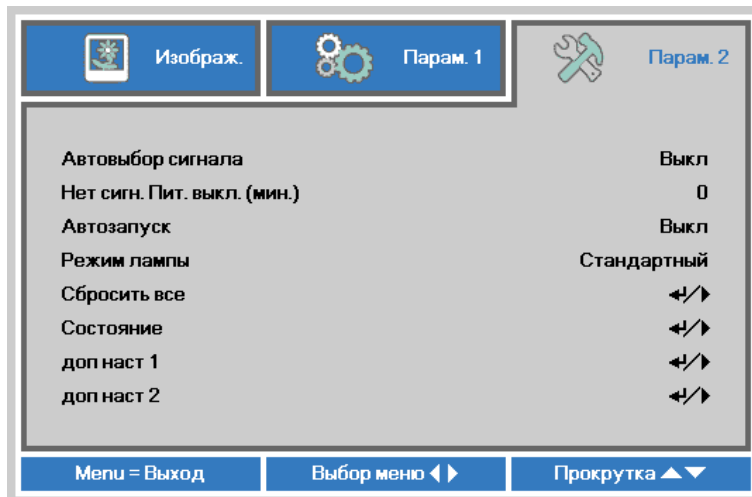 Изображ. Парам. 1 Парам. 2
Автовыбор сигнала Выкл
Нет сигн. Пит. выкл. (мин.) 0
Автозапуск Выкл
Режим лампы Стандартный
Сбросить все
Состояние
доп наст 1
доп наст 2
Menu = Выход Выбор меню Прокрутка